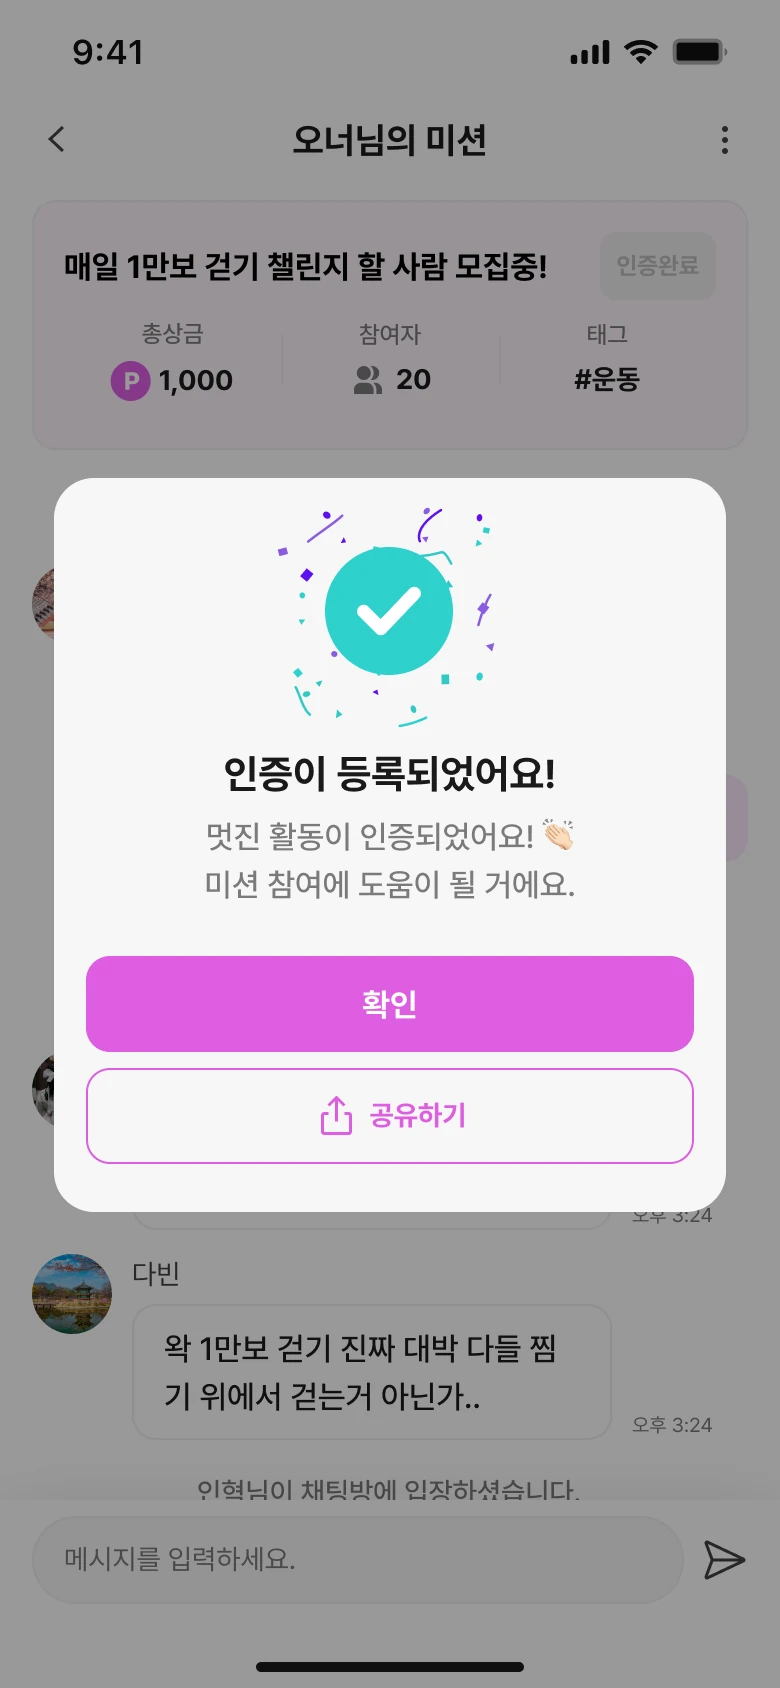 9:41
오너님의 미션
매일 1만보 걷기 챌린지 할 사람 모집중!
인증완료
총상금
참여자
태그
P 1,000
20
#운동
인증이 등록되었어요!
멋진 활동이 인증되었어요! 👏🏻
미션 참여에 도움이 될 거에요.
확인
공유하기
오후 3:24
다빈
왁 1만보 걷기 진짜 대박 다들 찜
기 위에서 걷는거 아닌가..
오후 3:24
인혁님이 채팅방에 입장하셨습니다.
메시지를 입력하세요.